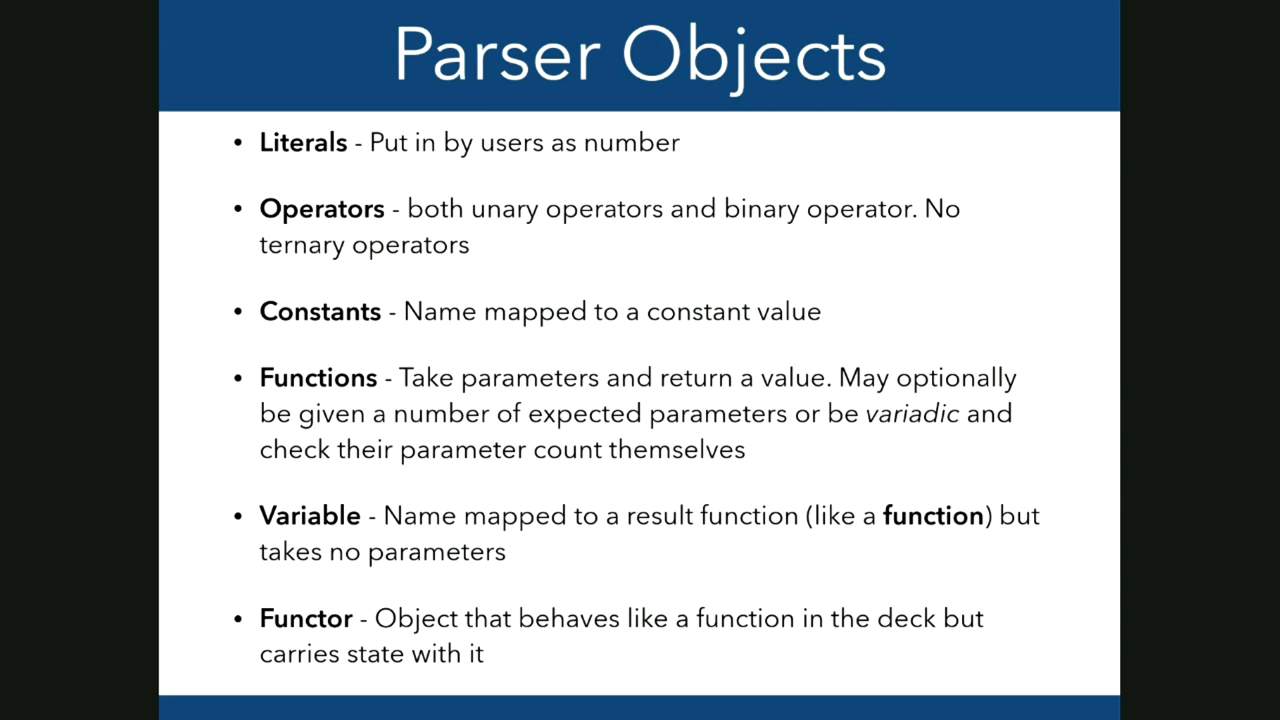 Parser Objects
• Literals - Put in by users as number
• Operators - both unary operators and binary operator. No
ternary operators
• Constants - Name mapped to a constant value
• Functions - Take parameters and return a value. May optionally
be given a number of expected parameters or be variadic and
check their parameter count themselves
• Variable - Name mapped to a result function (like a function) but
takes no parameters
• Functor - Object that behaves like a function in the deck but
carries state with it